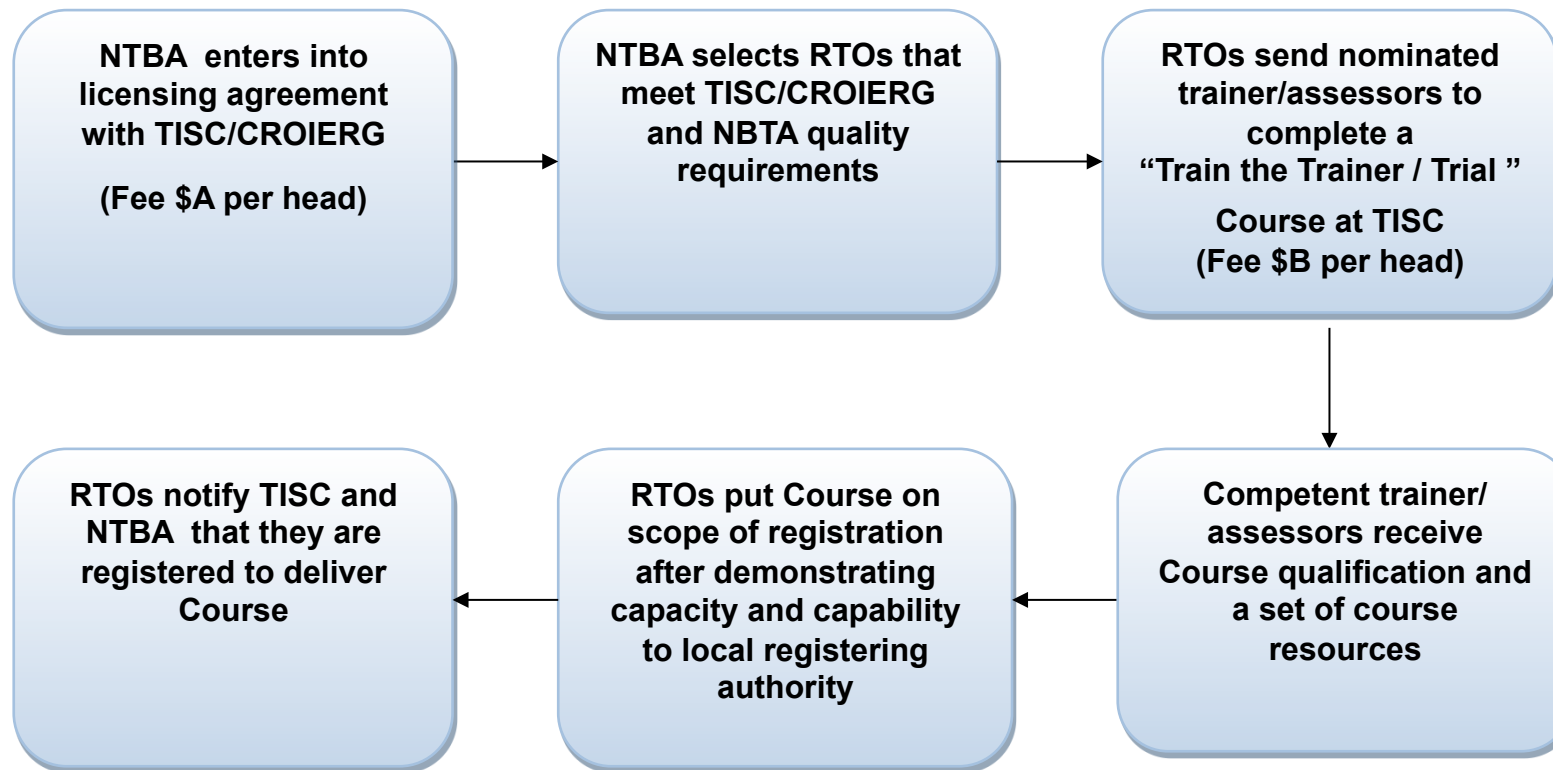 NTBA enters into
licensing agreement
with TISC/CROIERG
(Fee $A per head)
NTBA selects RTOs that
meet TISC/CROIERG
and NBTA quality
requirements
RTOs send nominated
trainer/assessors to
complete a
“Train the Trainer / Trial ”
Course at TISC
(Fee $B per head)
Competent trainer/
assessors receive
Course qualification and
a set of course
resources
RTOs put Course on
scope of registration
after demonstrating
capacity and capability
to local registering
authority
RTOs notify TISC and
NTBA that they are
registered to deliver
Course